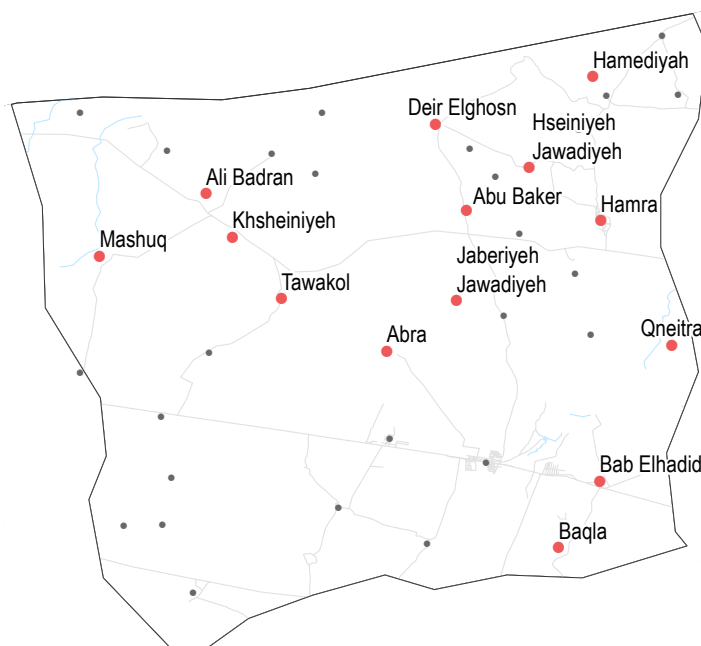 Hamediyah
Deir Elghosn
Hseiniyeh
Jawadiyeh
Ali Badran
Abu Baker
Hamra
Khsheiniyeh
Mashuq
Jaberiyeh
Jawadiyeh
Tawakol
Abra
Qneitra
Bab Elhadid
Baqla